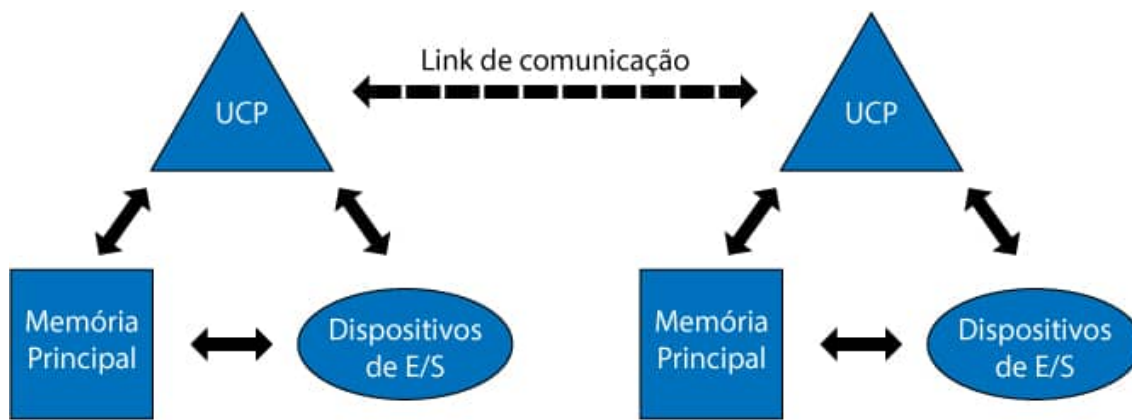 Link de comunicação
UCP
UCP
Memória
Principal
Dispositivos
de E/S
Memória
Principal
Dispositivos
de E/S